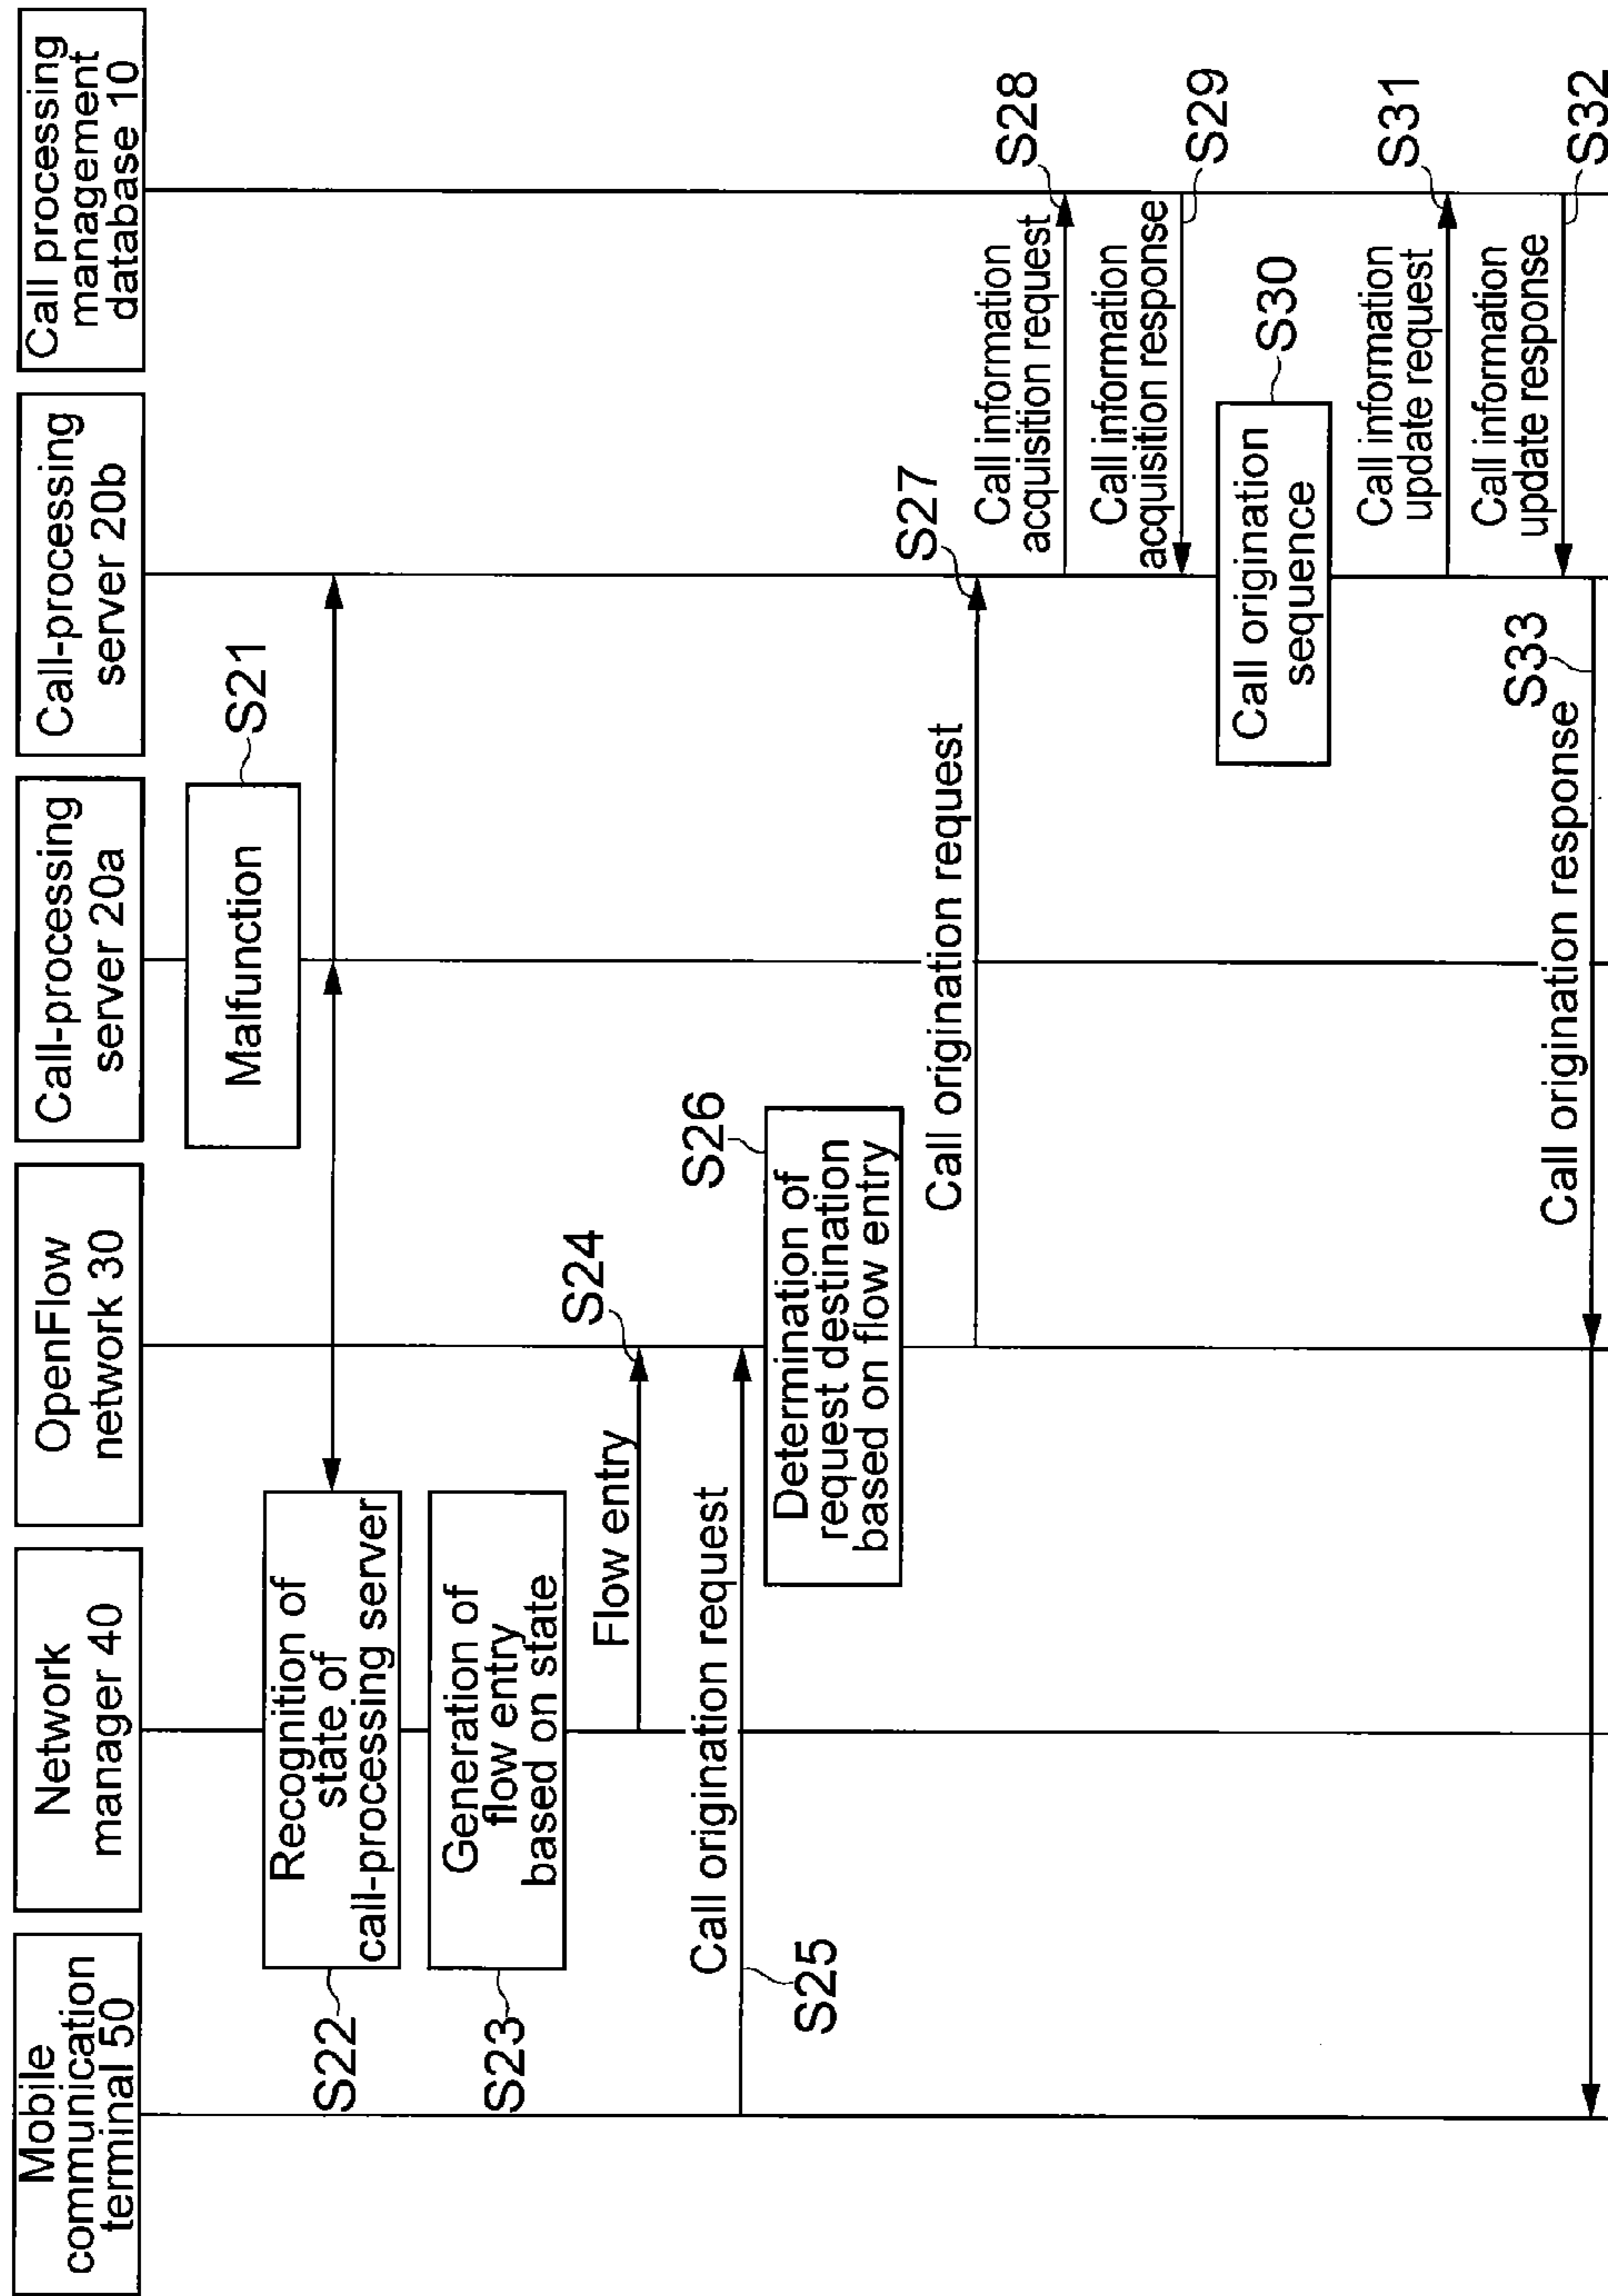 Mobile
communication
terminal 50
Network
manager 40
OpenFlow
network 30
Call-processing
server 20a
Call-processing
server 20b
Call processing
management
database 10
Malfunction
S21
Recognition of
state of
call-processing server
S22
Generation of
flow entry
based on state
S23
Flow entry
S24
Call origination request
S25
Determination of
request destination
based on flow entry
S26
Call origination request
S27
Call information
acquisition request
S28
Call information
acquisition response
S29
Call origination
sequence
S30
Call information
update request
S31
Call information
update response
S32
Call origination response
S33